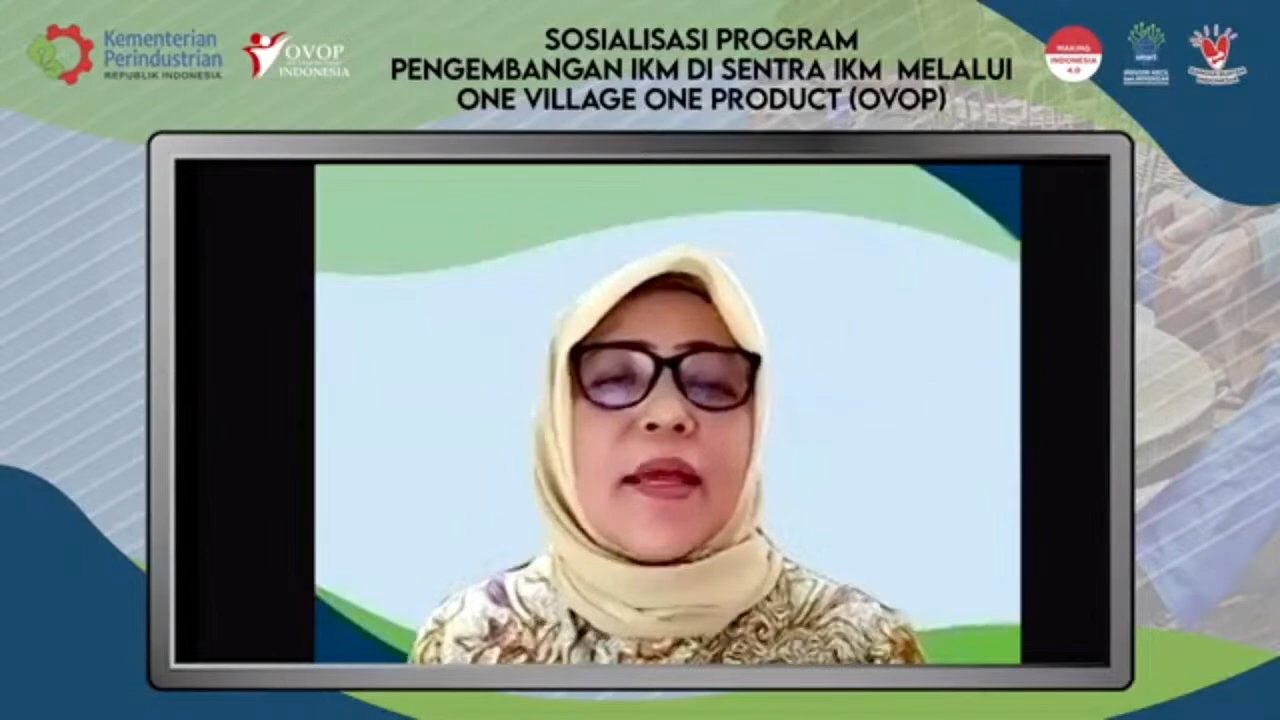 Kementerian
Perindustrian
REPUBLIK INDONESIA
OVOP
INDONESIA
SOSIALISASI PROGRAM
PENGEMBANGAN IKM DI SENTRA IKM MELALUI
ONE VILLAGE ONE PRODUCT (OVOP)
MAKING
INDONESIA
4.0